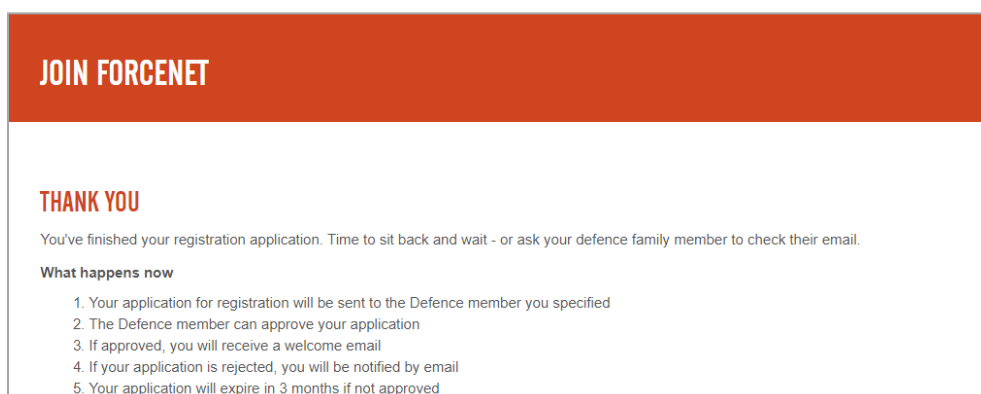 JOIN FORCENET
THANK YOU
You've finished your registration application. Time to sit back and wait - or ask your defence family member to check their email.
What happens now
1. Your application for registration will be sent to the Defence member you specified
2. The Defence member can approve your application
3. If approved, you will receive a welcome email
4. If your application is rejected, you will be notified by email
5. Your application will expire in 3 months if not approved